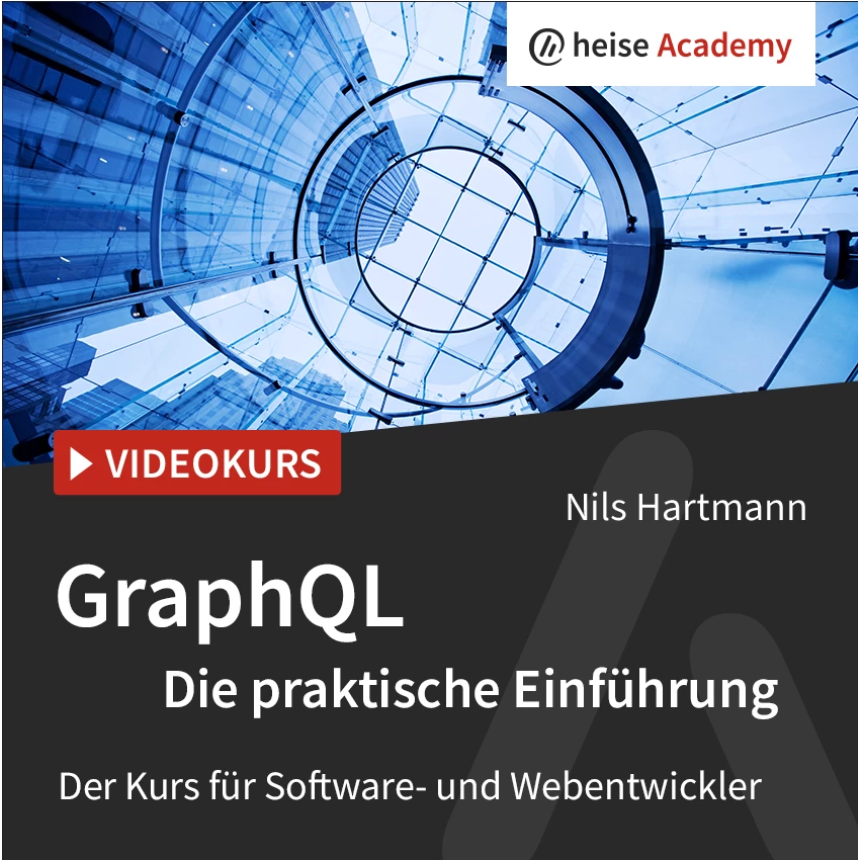 heise Academy
VIDEOKURS
Nils Hartmann
GraphQL
Die praktische Einführung
Der Kurs für Software- und Webentwickler